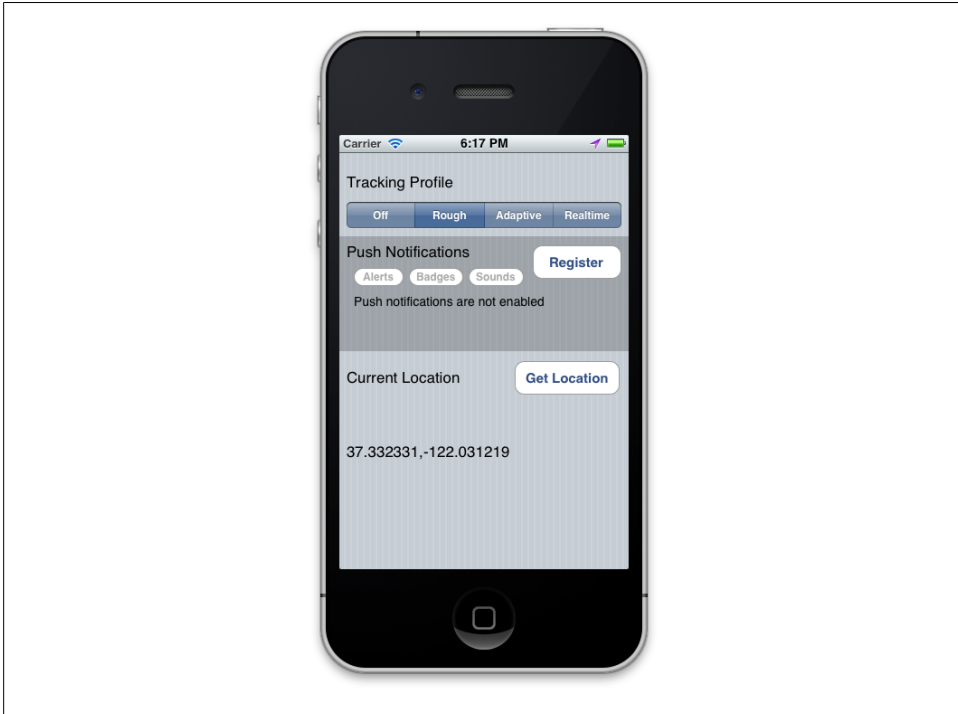 Carrier 6:17 PM
Tracking Profile
Off Rough Adaptive Realtime
Push Notifications
Register
Alerts Badges Sounds
Push notifications are not enabled
Current Location
Get Location
37.332331,-122.031219